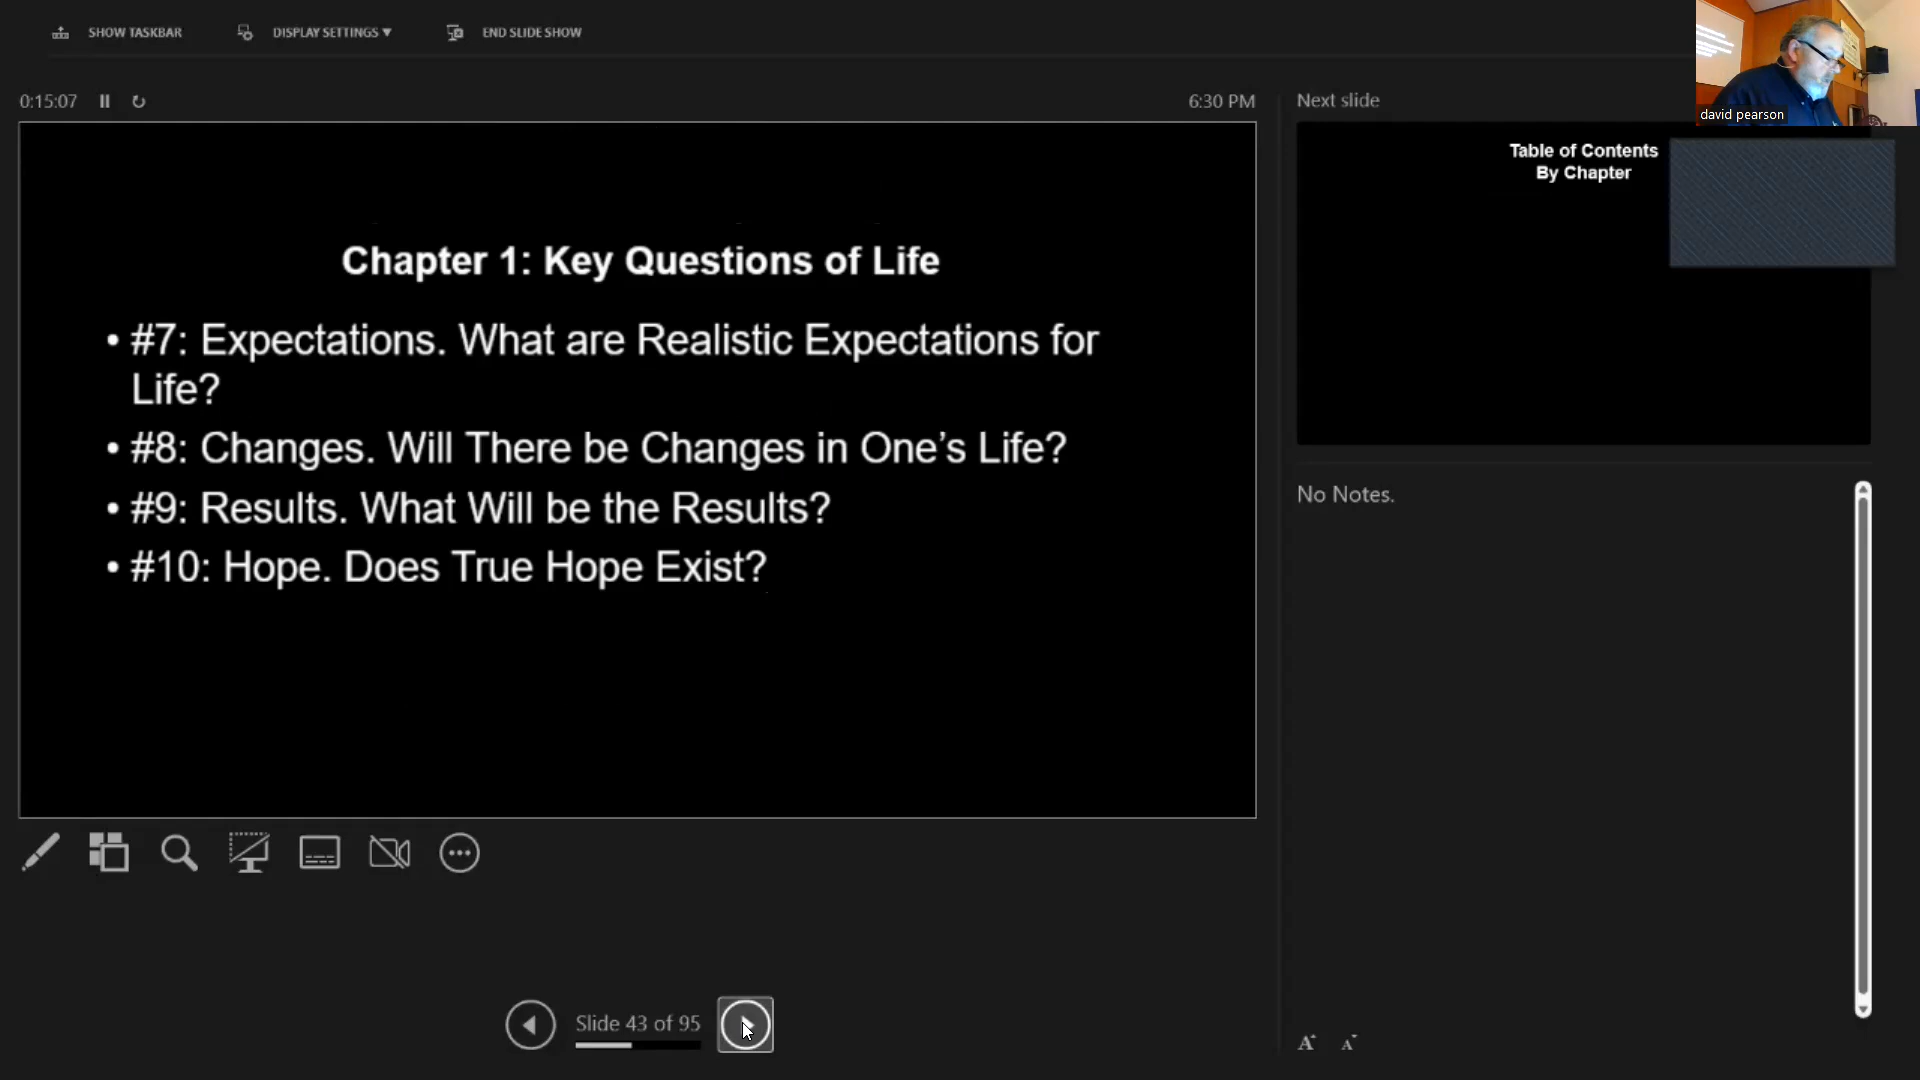 SHOW TASKBAR
DISPLAY SETTINGS ▼
END SLIDE SHOW
david pearson
0:15:07
6:30 PM
Next slide
Table of Contents
By Chapter
Chapter 1: Key Questions of Life
• #7: Expectations. What are Realistic Expectations for
Life?
• #8: Changes. Will There be Changes in One’s Life?
• #9: Results. What Will be the Results?
• #10: Hope. Does True Hope Exist?
No Notes.
Slide 43 of 95
A A